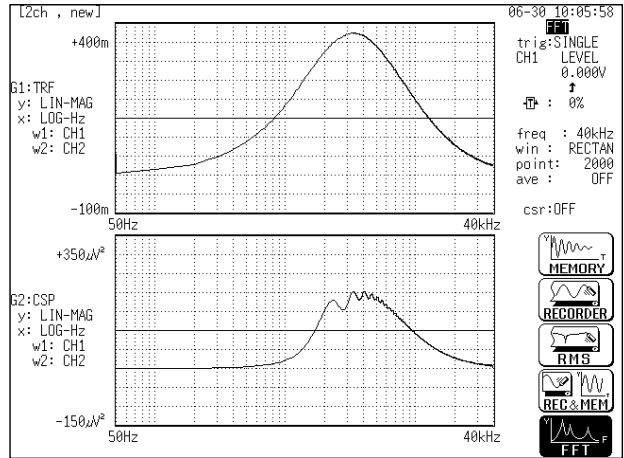 [2ch , new]
06-30 10:05:58
FFT
trig:SINGLE
CH1 LEVEL
0.000V
T : 0%
freq : 40kHz
win : RECTAN
point: 2000
ave : OFF
csr:OFF
+400m
G1:TRF
y: LIN-MAG
x: LOG-Hz
w1: CH1
w2: CH2
-100m
50Hz 40kHz
+350μV²
G2:CSP
y: LIN-MAG
x: LOG-Hz
w1: CH1
w2: CH2
-150μV²
50Hz 40kHz
Y T
MEMORY
RECORDER
RMS
Y T
REC&MEM
Y F
FFT